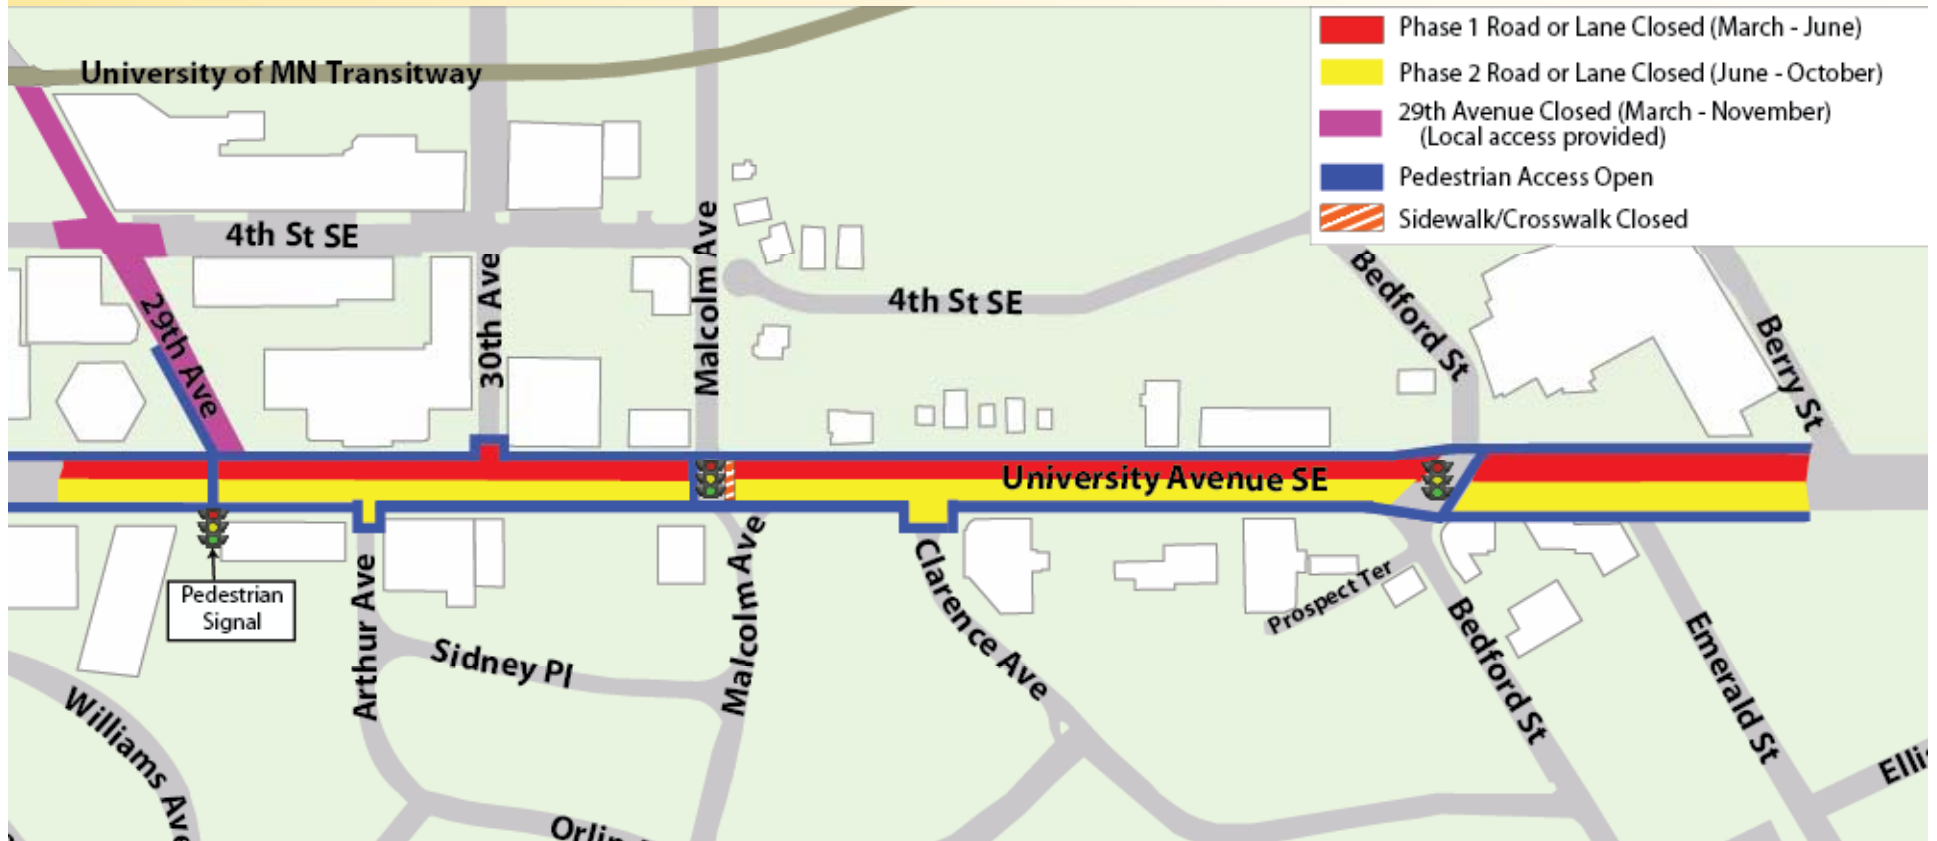 Phase 1 Road or Lane Closed (March - June)
Phase 2 Road or Lane Closed (June - October)
29th Avenue Closed (March - November)
(Local access provided)
Pedestrian Access Open
Sidewalk/Crosswalk Closed
University of MN Transitway
4th St SE
29th Ave
30th Ave
Malcolm Ave
4th St SE
Bedford St
Berry St
University Avenue SE
Pedestrian
Signal
Arthur Ave
Sidney Pl
Malcolm Ave
Clarence Ave
Prospect Ter
Bedford St
Emerald St
Williams Ave